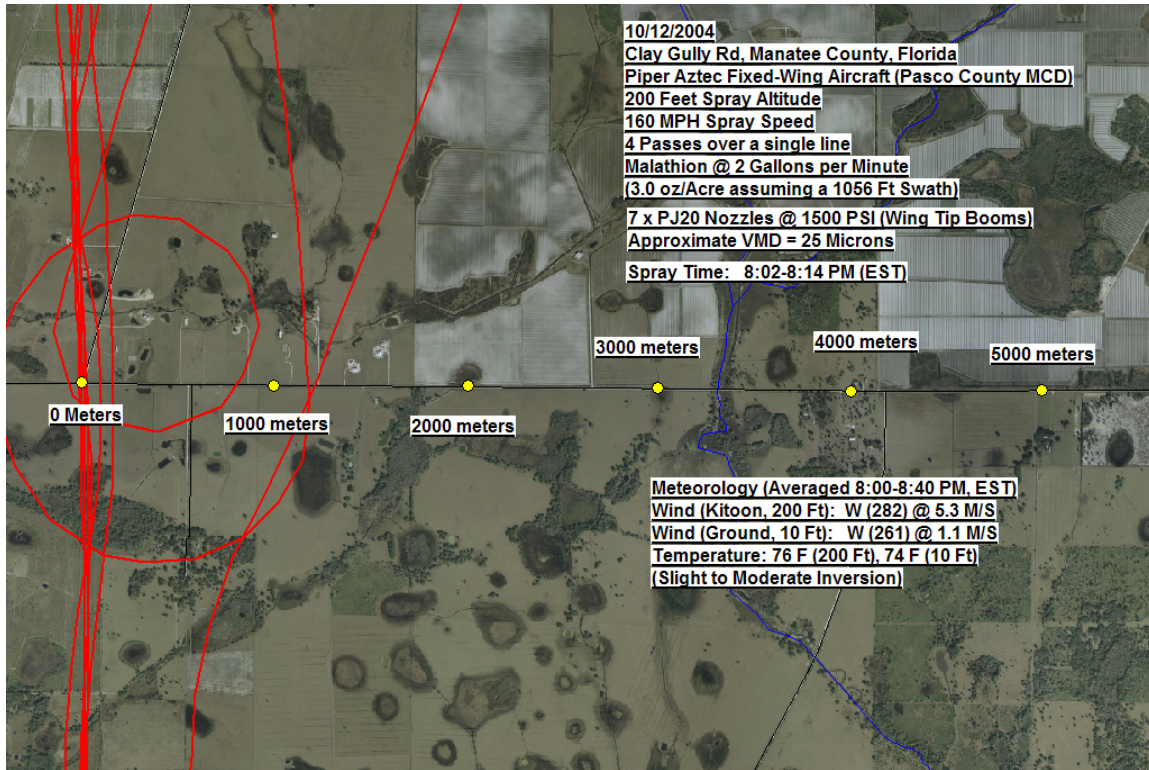 10/12/2004
Clay Gully Rd, Manatee County, Florida
Piper Aztec Fixed-Wing Aircraft (Pasco County MCD)
200 Feet Spray Altitude
160 MPH Spray Speed
4 Passes over a single line
Malathion @ 2 Gallons per Minute
(3.0 oz/Acre assuming a 1056 Ft Swath)
7 x PJ20 Nozzles @ 1500 PSI (Wing Tip Booms)
Approximate VMD = 25 Microns
Spray Time: 8:02-8:14 PM (EST)
0 Meters
1000 meters
2000 meters
3000 meters
4000 meters
5000 meters
Meteorology (Averaged 8:00-8:40 PM, EST)
Wind (Kitoon, 200 Ft): W (282) @ 5.3 M/S
Wind (Ground, 10 Ft): W (261) @ 1.1 M/S
Temperature: 76 F (200 Ft), 74 F (10 Ft)
(Slight to Moderate Inversion)